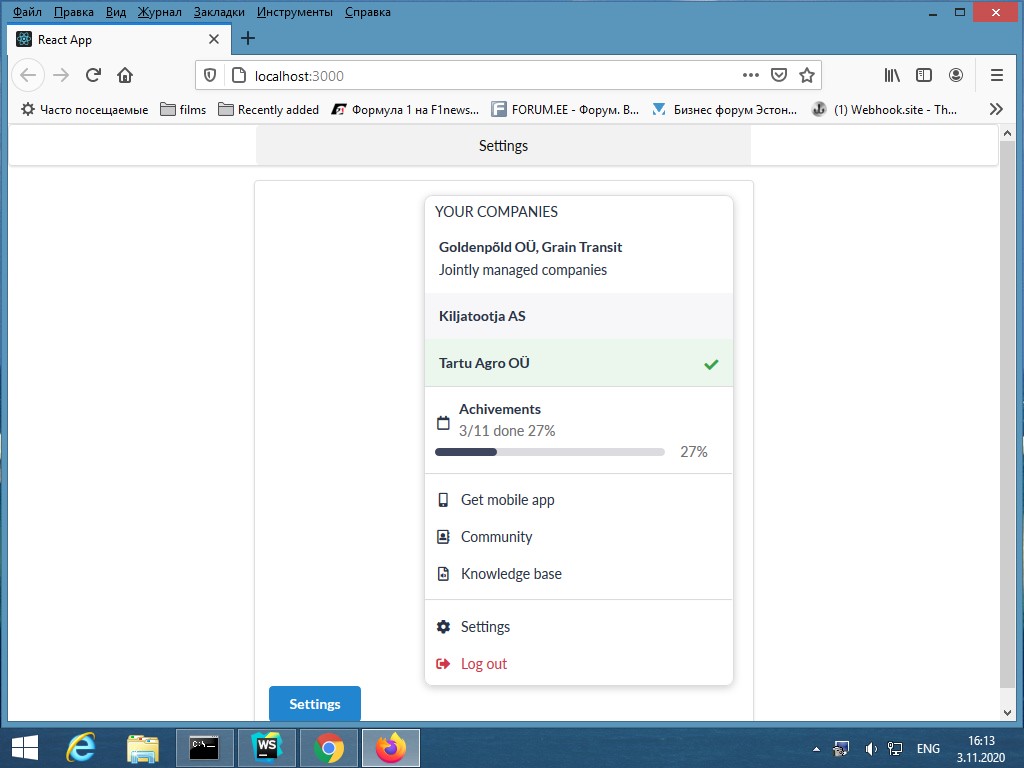 Файл Правка Вид Журнал Закладки Инструменты Справка
React App
localhost:3000
Часто посещаемые films Recently added Формула 1 на F1news... FORUM.EE - Форум. В... Бизнес форум Эстон... (1) Webhook.site - Th...
Settings
YOUR COMPANIES
Goldenpõld OÜ, Grain Transit
Jointly managed companies
Kiljatootja AS
Tartu Agro OÜ
Achivements
3/11 done 27%
27%
Get mobile app
Community
Knowledge base
Settings
Log out
Settings
C:\_
WS
ENG
16:13
3.11.2020